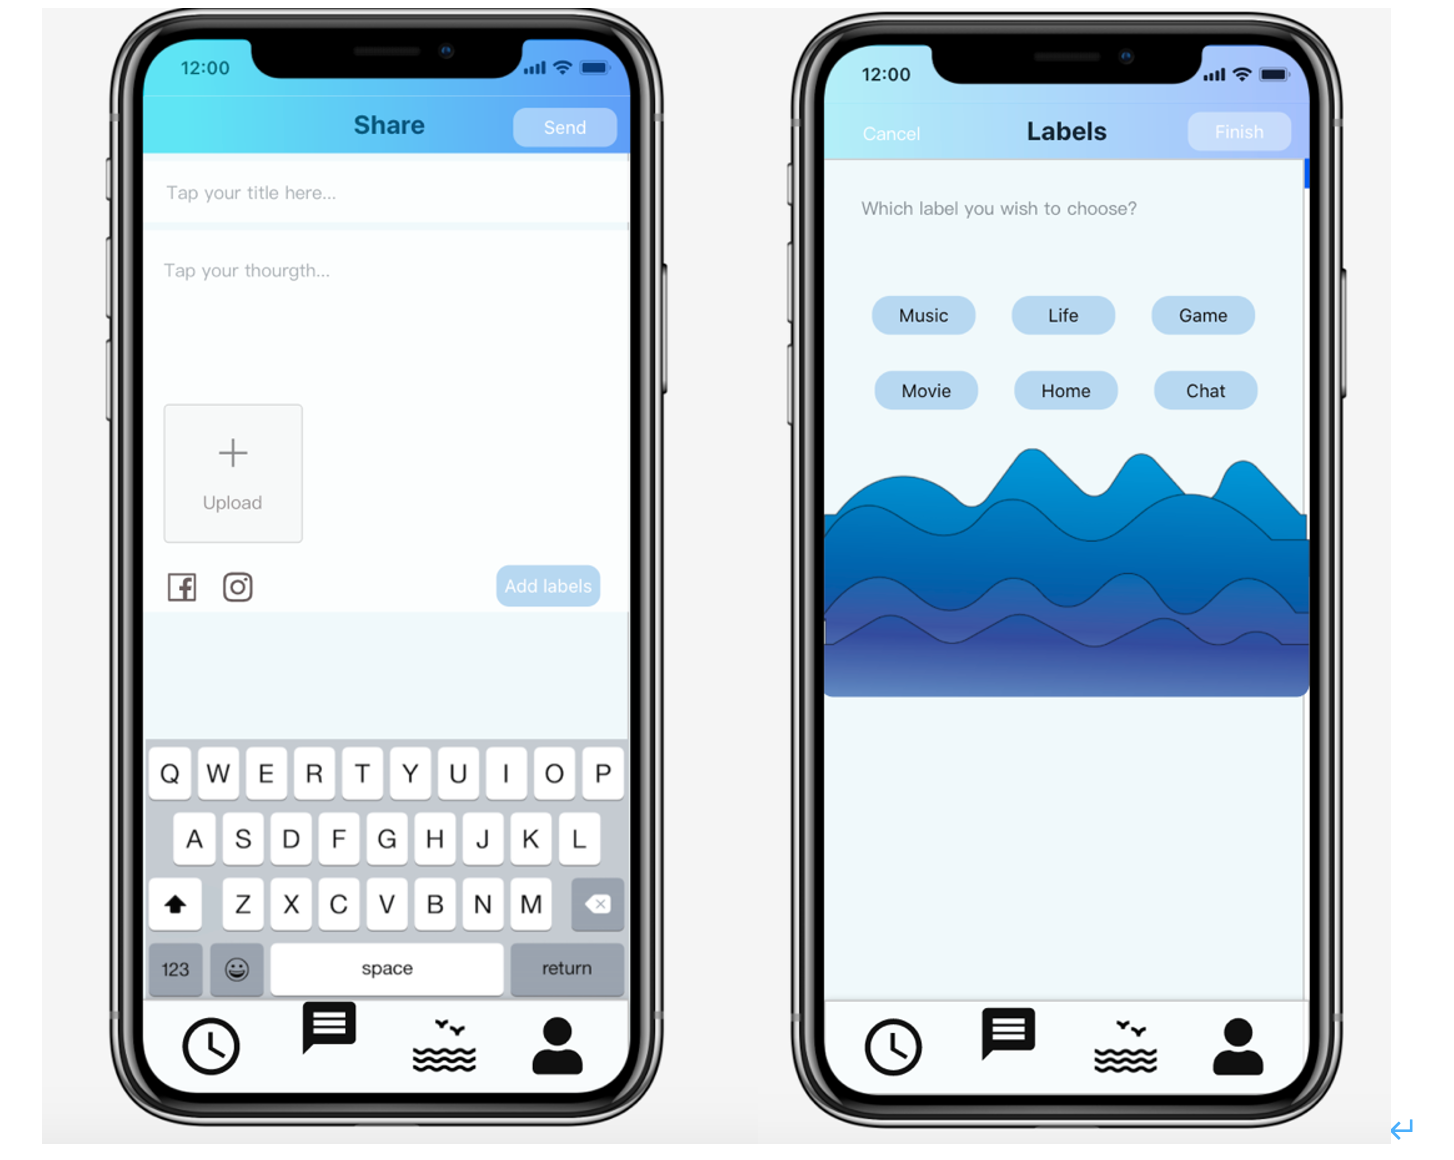 12:00
Share
Send
Tap your title here...
Tap your thourgth...
Upload
Add labels
Q W E R T Y U I O P
A S D F G H J K L
Z X C V B N M
123 space return
12:00
Cancel Labels Finish
Which label you wish to choose?
Music Life Game
Movie Home Chat